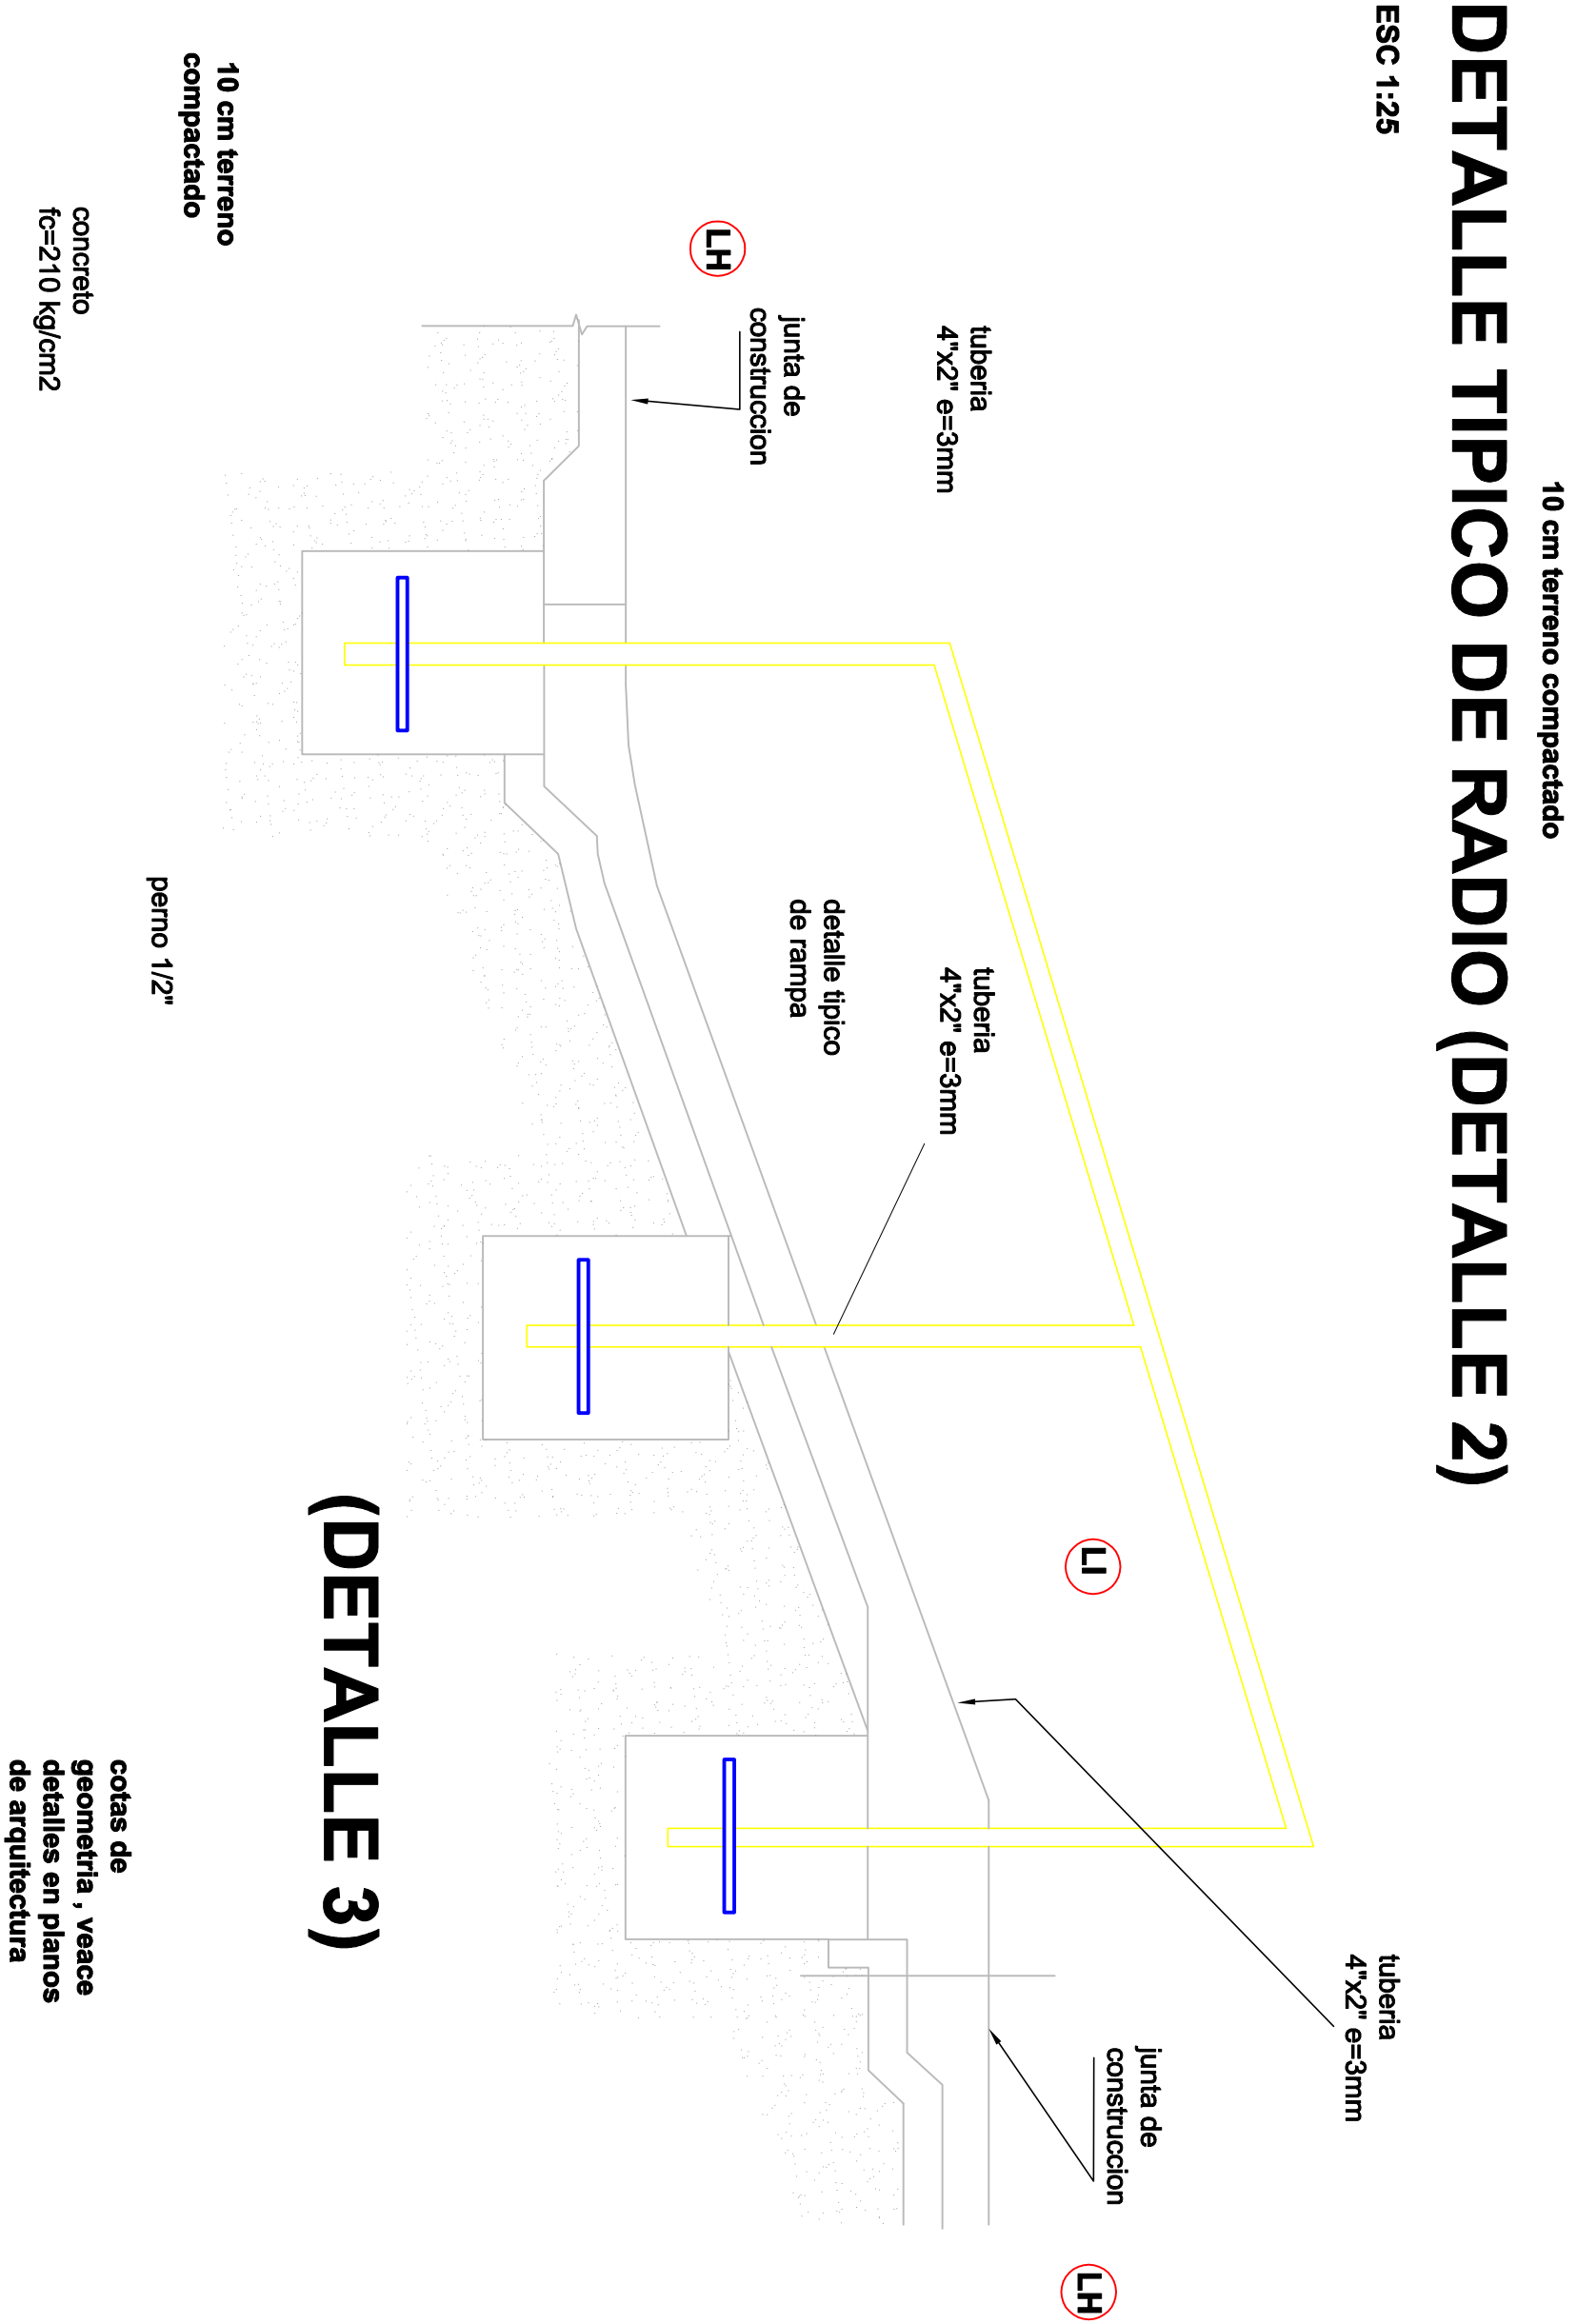 10 cm terreno compactado
DETALLE TIPICO DE RADIO (DETALLE 2)
ESC 1:25
tuberia
4"x2" e=3mm
tuberia
4"x2" e=3mm
tuberia
4"x2" e=3mm
junta de
construccion
LH
LI
LH
detalle tipico
de rampa
junta de
construccion
(DETALLE 3)
10 cm terreno
compactado
perno 1/2"
concreto
fc=210 kg/cm2
cotas de
geometria , veace
detalles en planos
de arquitectura